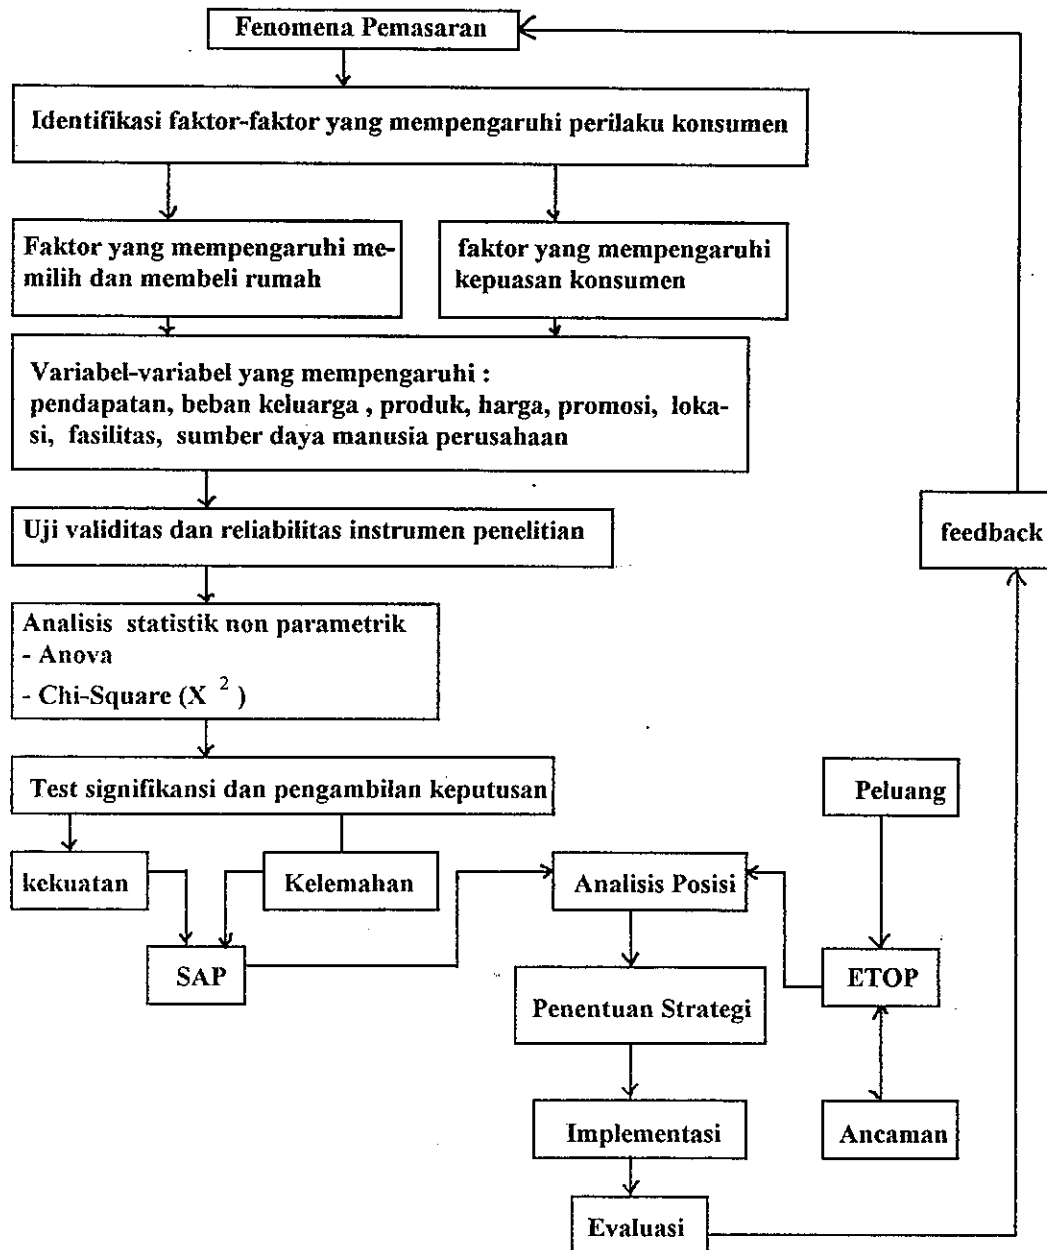 Fenomena Pemasaran
Identifikasi faktor-faktor yang mempengaruhi perilaku konsumen
Faktor yang mempengaruhi me-
milih dan membeli rumah
faktor yang mempengaruhi
kepuasan konsumen
Variabel-variabel yang mempengaruhi :
pendapatan, beban keluarga , produk, harga, promosi, loka-
si, fasilitas, sumber daya manusia perusahaan
Uji validitas dan reliabilitas instrumen penelitian
feedback
Analisis statistik non parametrik
- Anova
- Chi-Square (X ²)
Test signifikansi dan pengambilan keputusan
Peluang
kekuatan
Kelemahan
Analisis Posisi
SAP
ETOP
Penentuan Strategi
Implementasi
Ancaman
Evaluasi